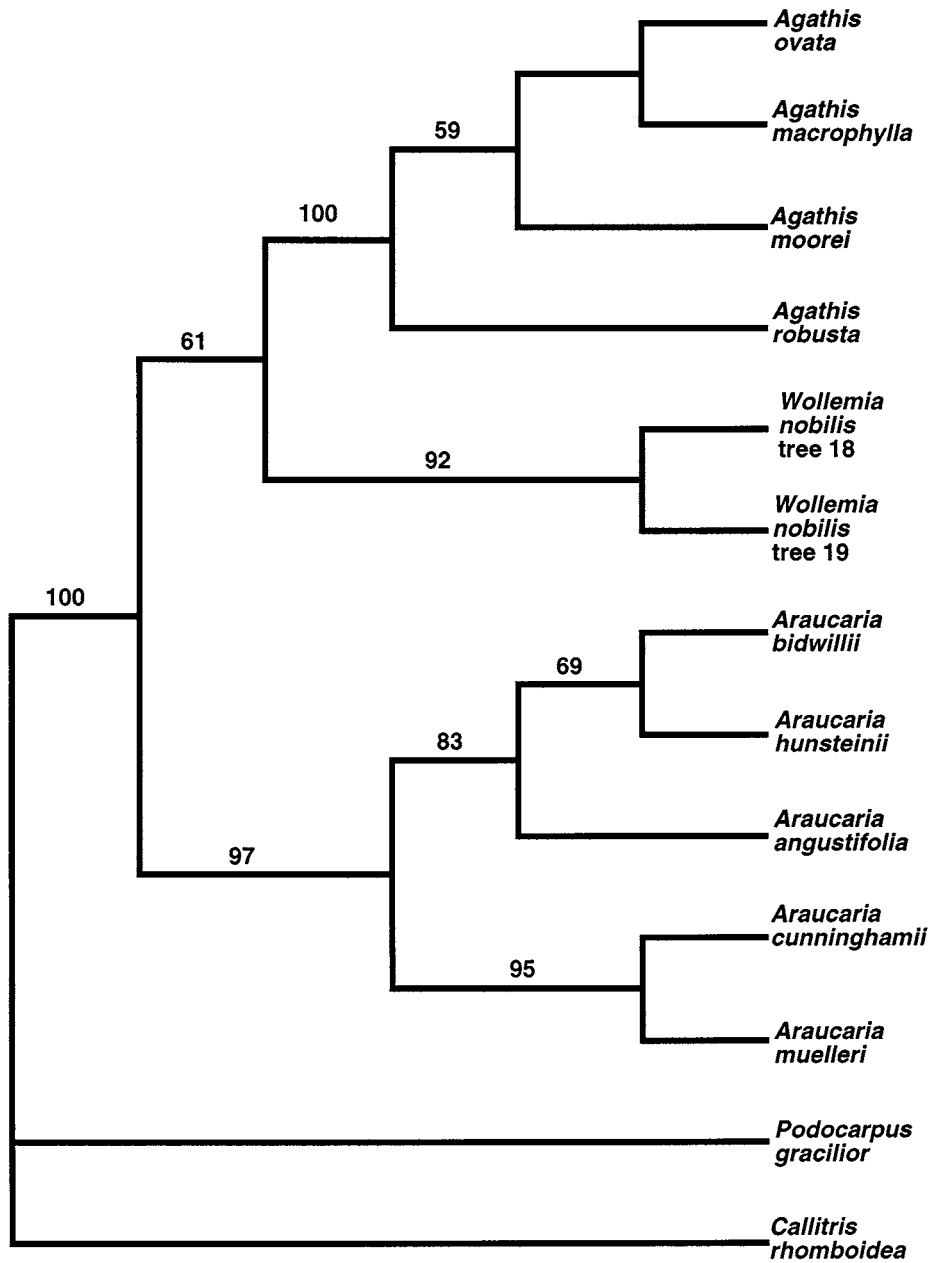 Agathis
ovata
Agathis
macrophylla
59
Agathis
moorei
100
Agathis
robusta
61
Wollemia
nobilis
tree 18
92
Wollemia
nobilis
tree 19
100
Araucaria
bidwillii
69
Araucaria
hunsteinii
83
Araucaria
angustifolia
97
Araucaria
cunninghamii
95
Araucaria
muelleri
Podocarpus
gracilior
Callitris
rhomboidea